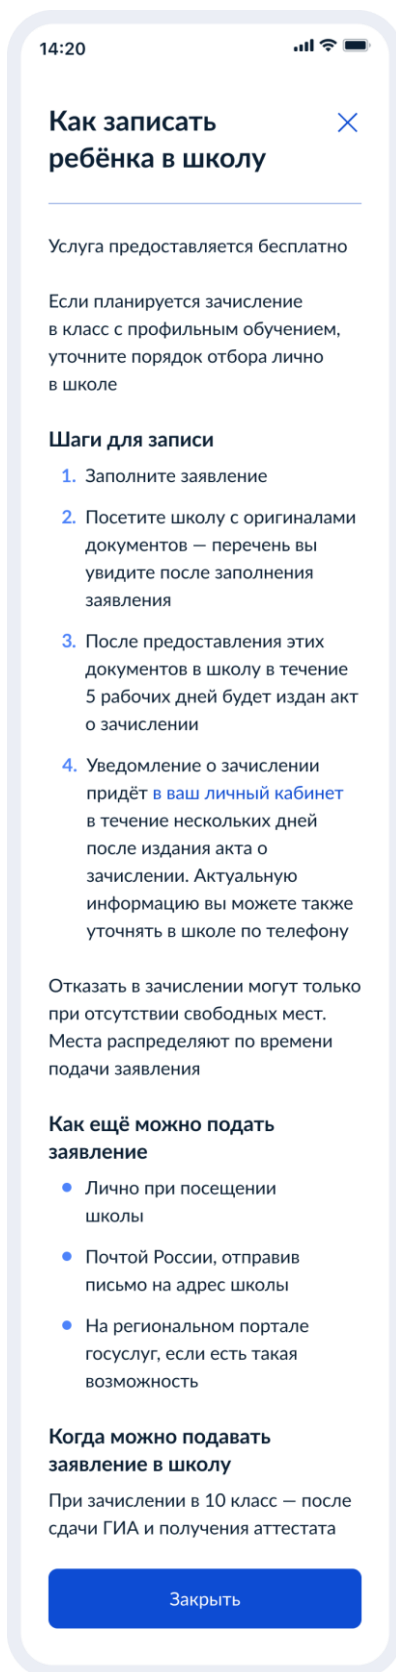 14:20
Как записать
ребёнка в школу
Услуга предоставляется бесплатно
Если планируется зачисление
в класс с профильным обучением,
уточните порядок отбора лично
в школе
Шаги для записи
1. Заполните заявление
2. Посетите школу с оригиналами
документов — перечень вы
увидите после заполнения
заявления
3. После предоставления этих
документов в школу в течение
5 рабочих дней будет издан акт
о зачислении
4. Уведомление о зачислении
придёт в ваш личный кабинет
в течение нескольких дней
после издания акта о
зачислении. Актуальную
информацию вы можете также
уточнять в школе по телефону
Отказать в зачислении могут только
при отсутствии свободных мест.
Места распределяют по времени
подачи заявления
Как ещё можно подать
заявление
• Лично при посещении
школы
• Почтой России, отправив
письмо на адрес школы
• На региональном портале
госуслуг, если есть такая
возможность
Когда можно подавать
заявление в школу
При зачислении в 10 класс — после
сдачи ГИА и получения аттестата
Закрыть